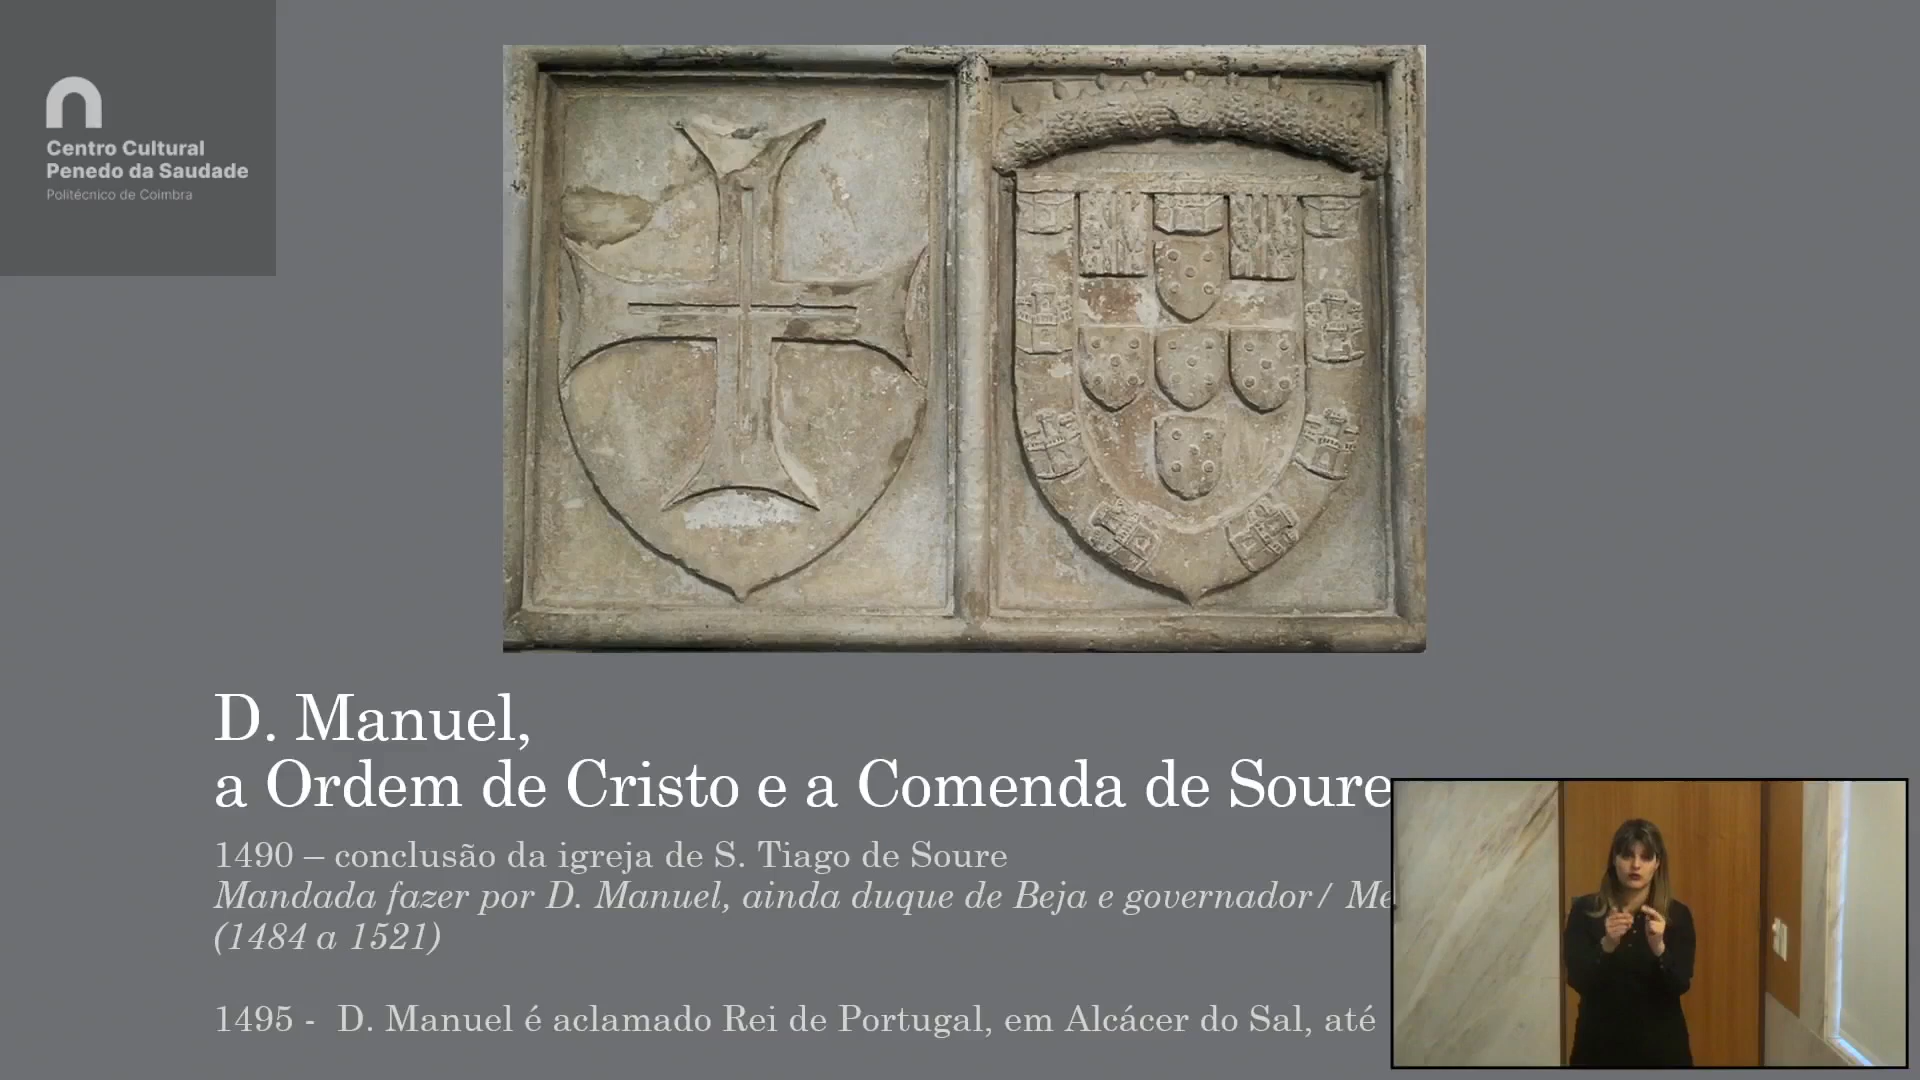 Centro Cultural
Penedo da Saudade
Politécnico de Coimbra
D. Manuel,
a Ordem de Cristo e a Comenda de Soure
1490 – conclusão da igreja de S. Tiago de Soure
Mandada fazer por D. Manuel, ainda duque de Beja e governador/
(1484 a 1521)
1495 - D. Manuel é aclamado Rei de Portugal, em Alcácer do Sal, até